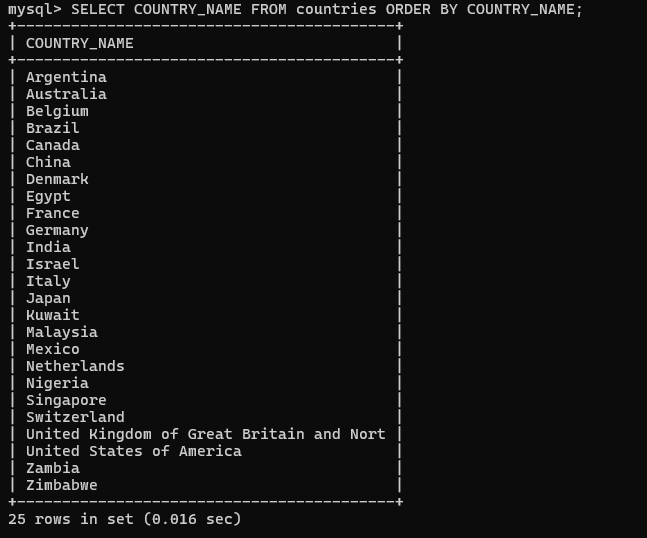 mysql> SELECT COUNTRY_NAME FROM countries ORDER BY COUNTRY_NAME;
+------------------------------------------+
| COUNTRY_NAME                             |
+------------------------------------------+
| Argentina                                |
| Australia                                |
| Belgium                                  |
| Brazil                                   |
| Canada                                   |
| China                                    |
| Denmark                                  |
| Egypt                                    |
| France                                   |
| Germany                                  |
| India                                    |
| Israel                                   |
| Italy                                    |
| Japan                                    |
| Kuwait                                   |
| Malaysia                                 |
| Mexico                                   |
| Netherlands                              |
| Nigeria                                  |
| Singapore                                |
| Switzerland                              |
| United Kingdom of Great Britain and Nort |
| United States of America                 |
| Zambia                                   |
| Zimbabwe                                 |
+------------------------------------------+
25 rows in set (0.016 sec)